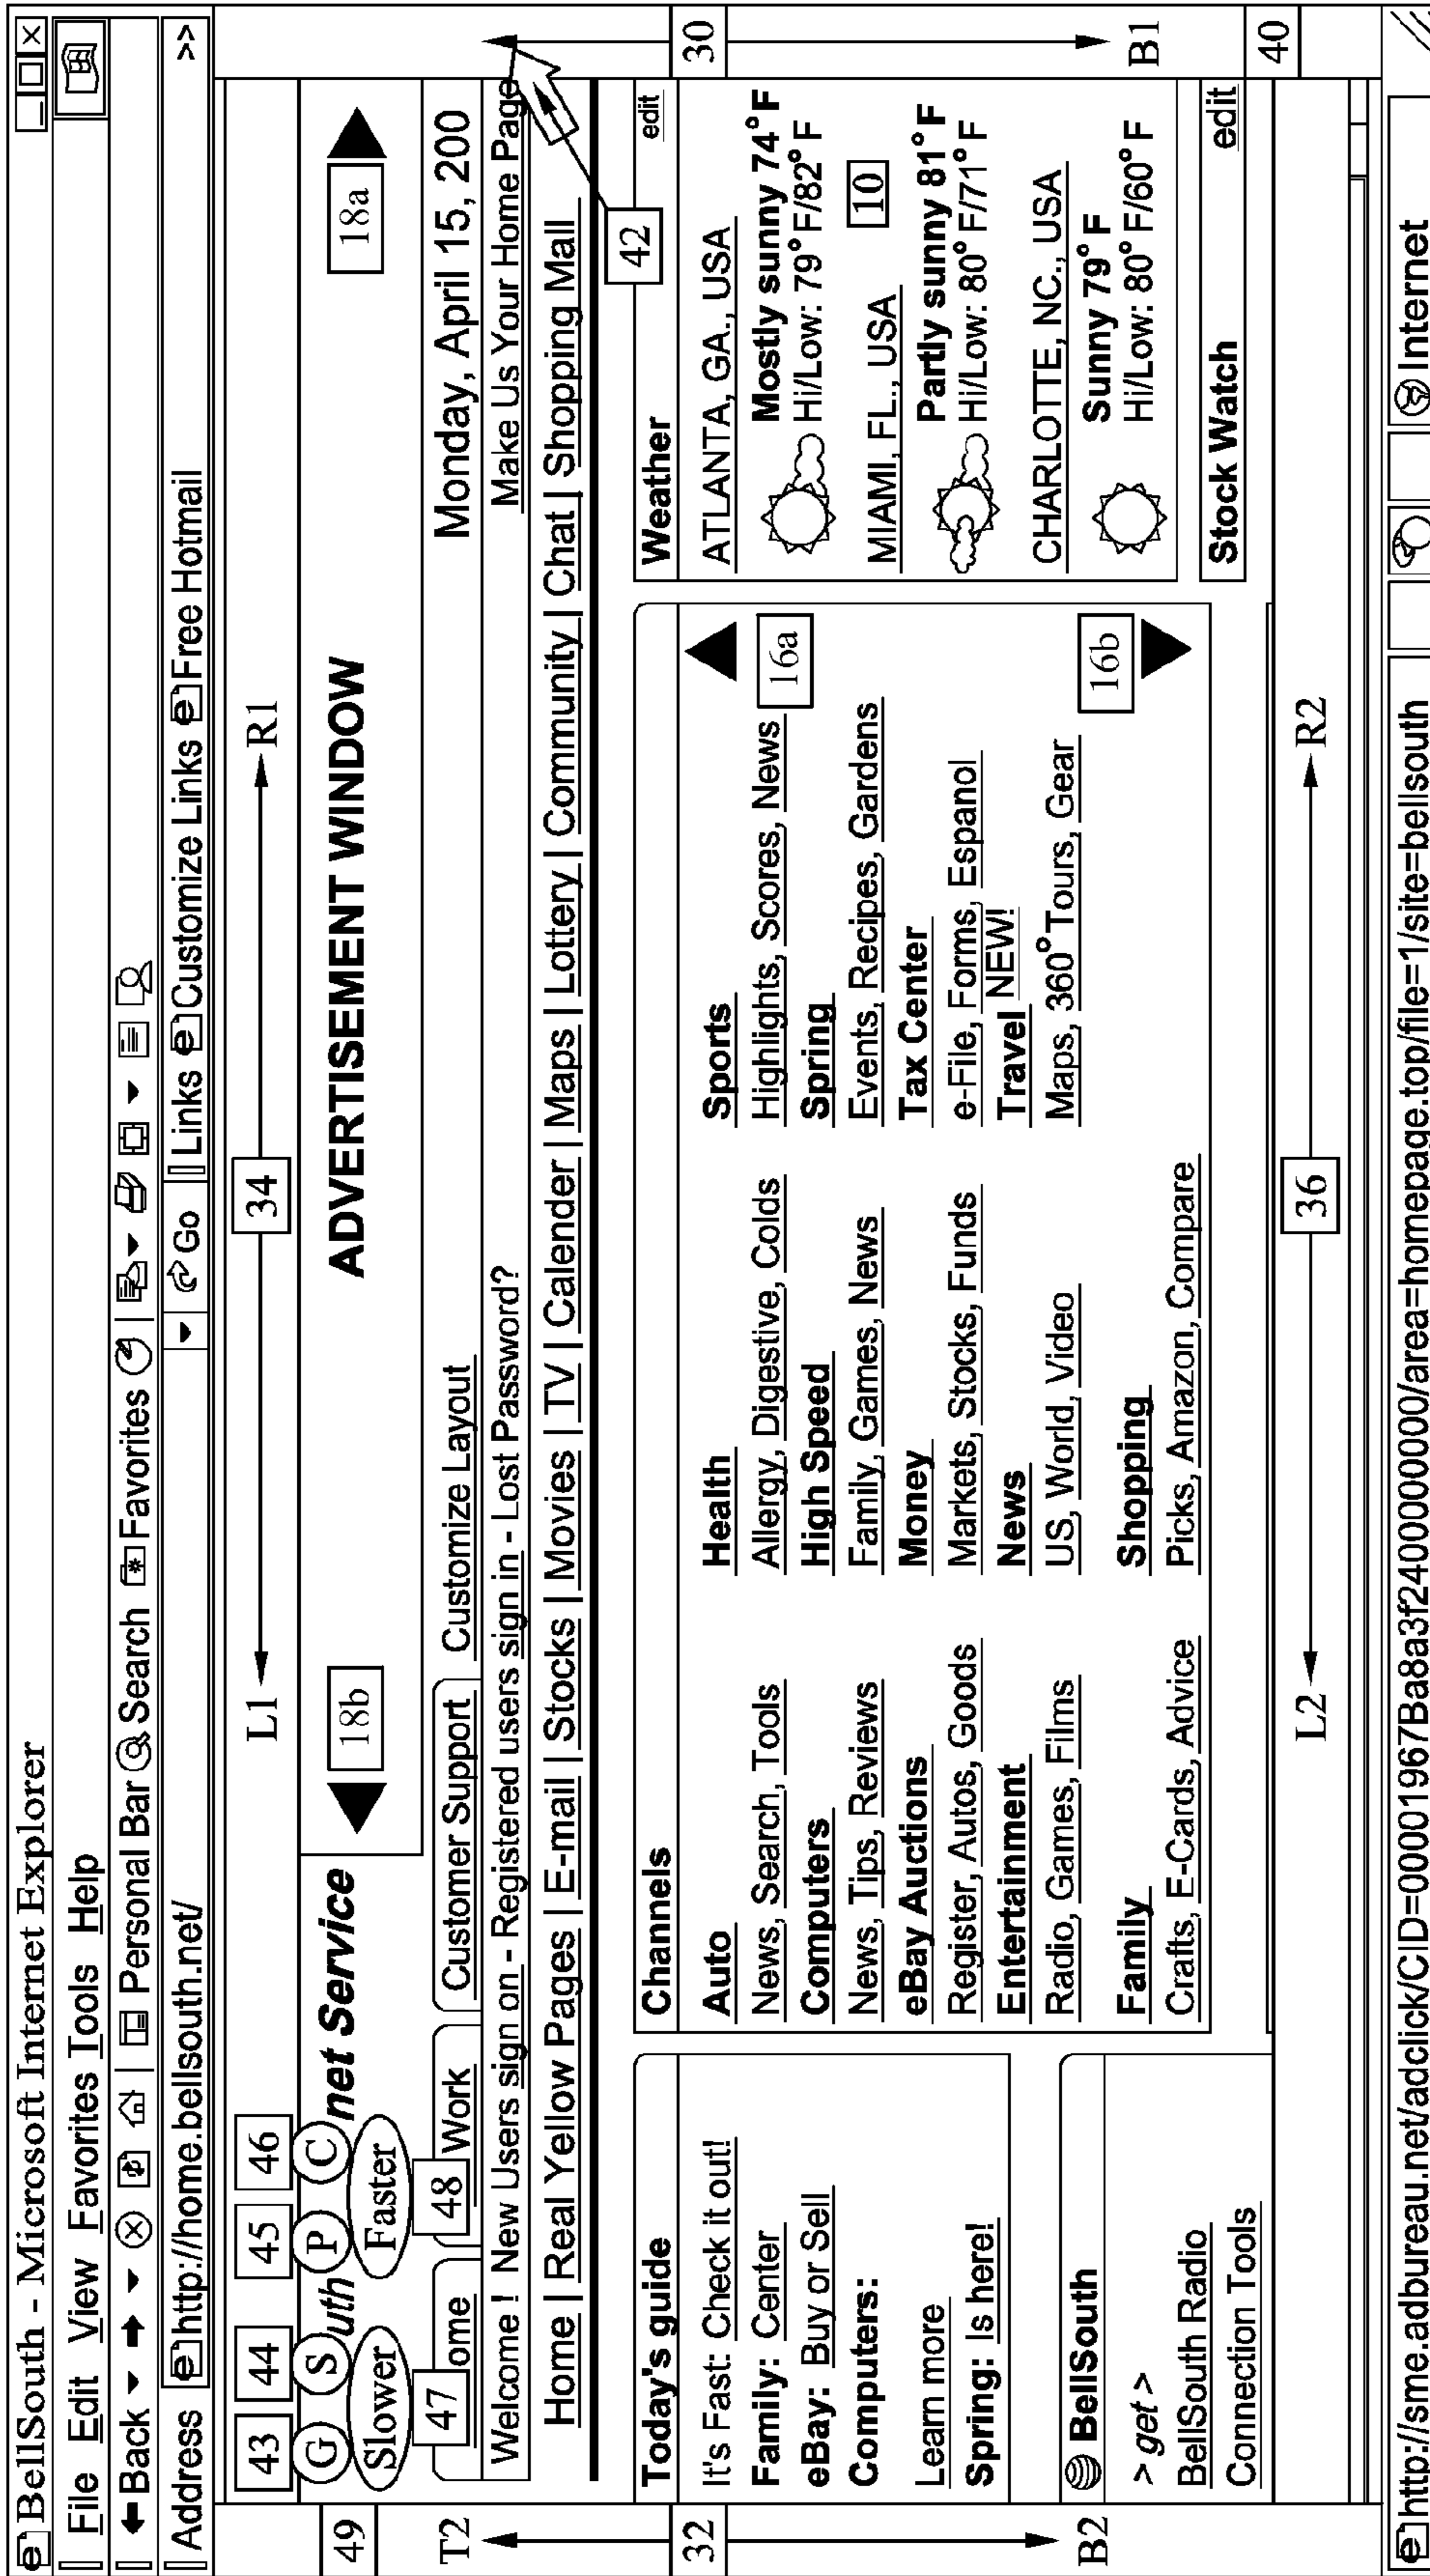 BellSouth - Microsoft Internet Explorer
File Edit View Favorites Tools Help
Back Personal Bar Search Favorites
Address http://home.bellsouth.net/ Go Links Customize Links Free Hotmail >>
L1 34 R1
43 44 45 46
G S uth P C net Service
Slower Faster
49
18b ADVERTISEMENT WINDOW 18a
47 ome 48 Work Customer Support Customize Layout Monday, April 15, 200
T2
Welcome ! New Users sign on - Registered users sign in - Lost Password? Make Us Your Home Page
Home | Real Yellow Pages | E-mail | Stocks | Movies | TV | Calender | Maps | Lottery | Community | Chat | Shopping Mall
42
32
30
Today's guide
It's Fast: Check it out!
Family: Center
eBay: Buy or Sell
Computers:
Learn more
Spring: Is here!
BellSouth
> get >
BellSouth Radio
Connection Tools
B2
Channels
Auto
News, Search, Tools
Computers
News, Tips, Reviews
eBay Auctions
Register, Autos, Goods
Entertainment
Radio, Games, Films
Family
Crafts, E-Cards, Advice
Health
Allergy, Digestive, Colds
High Speed
Family, Games, News
Money
Markets, Stocks, Funds
News
US, World, Video
Shopping
Picks, Amazon, Compare
Sports
Highlights, Scores, News
Spring
Events, Recipes, Gardens
Tax Center
e-File, Forms, Espanol
Travel NEW!
Maps, 360° Tours, Gear
16a
16b
Weather edit
ATLANTA, GA., USA
Mostly sunny 74° F
Hi/Low: 79° F/82° F
10
MIAMI, FL., USA
Partly sunny 81° F
Hi/Low: 80° F/71° F
CHARLOTTE, NC., USA
Sunny 79° F
Hi/Low: 80° F/60° F
B1
Stock Watch edit
40
L2 36 R2
http://sme.adbureau.net/adclick/CID=00001967Ba8a3f2400000000/area=homepage.top/file=1/site=bellsouth Internet